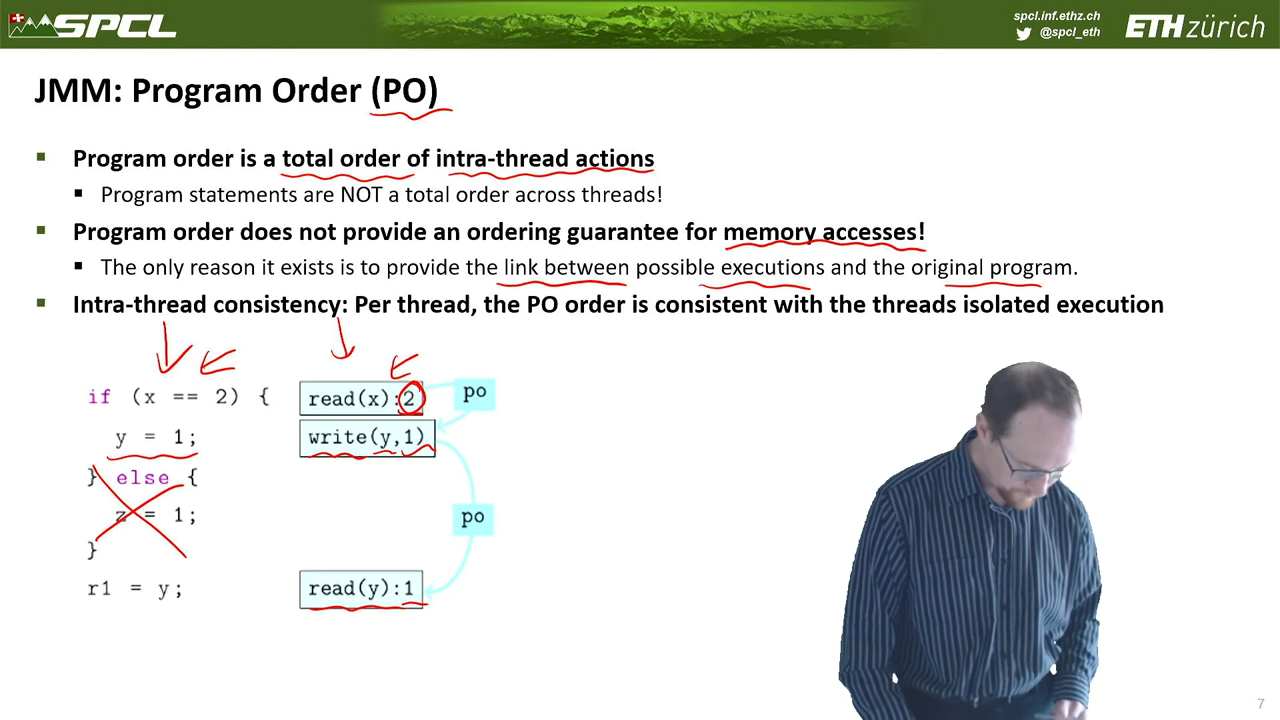 SPCL
spcl.inf.ethz.ch
@spcl_eth
ETH zürich
JMM: Program Order (PO)
Program order is a total order of intra-thread actions
Program statements are NOT a total order across threads!
Program order does not provide an ordering guarantee for memory accesses!
The only reason it exists is to provide the link between possible executions and the original program.
Intra-thread consistency: Per thread, the PO order is consistent with the threads isolated execution
if (x == 2) {
read(x):2
po
y = 1;
write(y,1)
} else {
z = 1;
po
}
r1 = y;
read(y):1
7